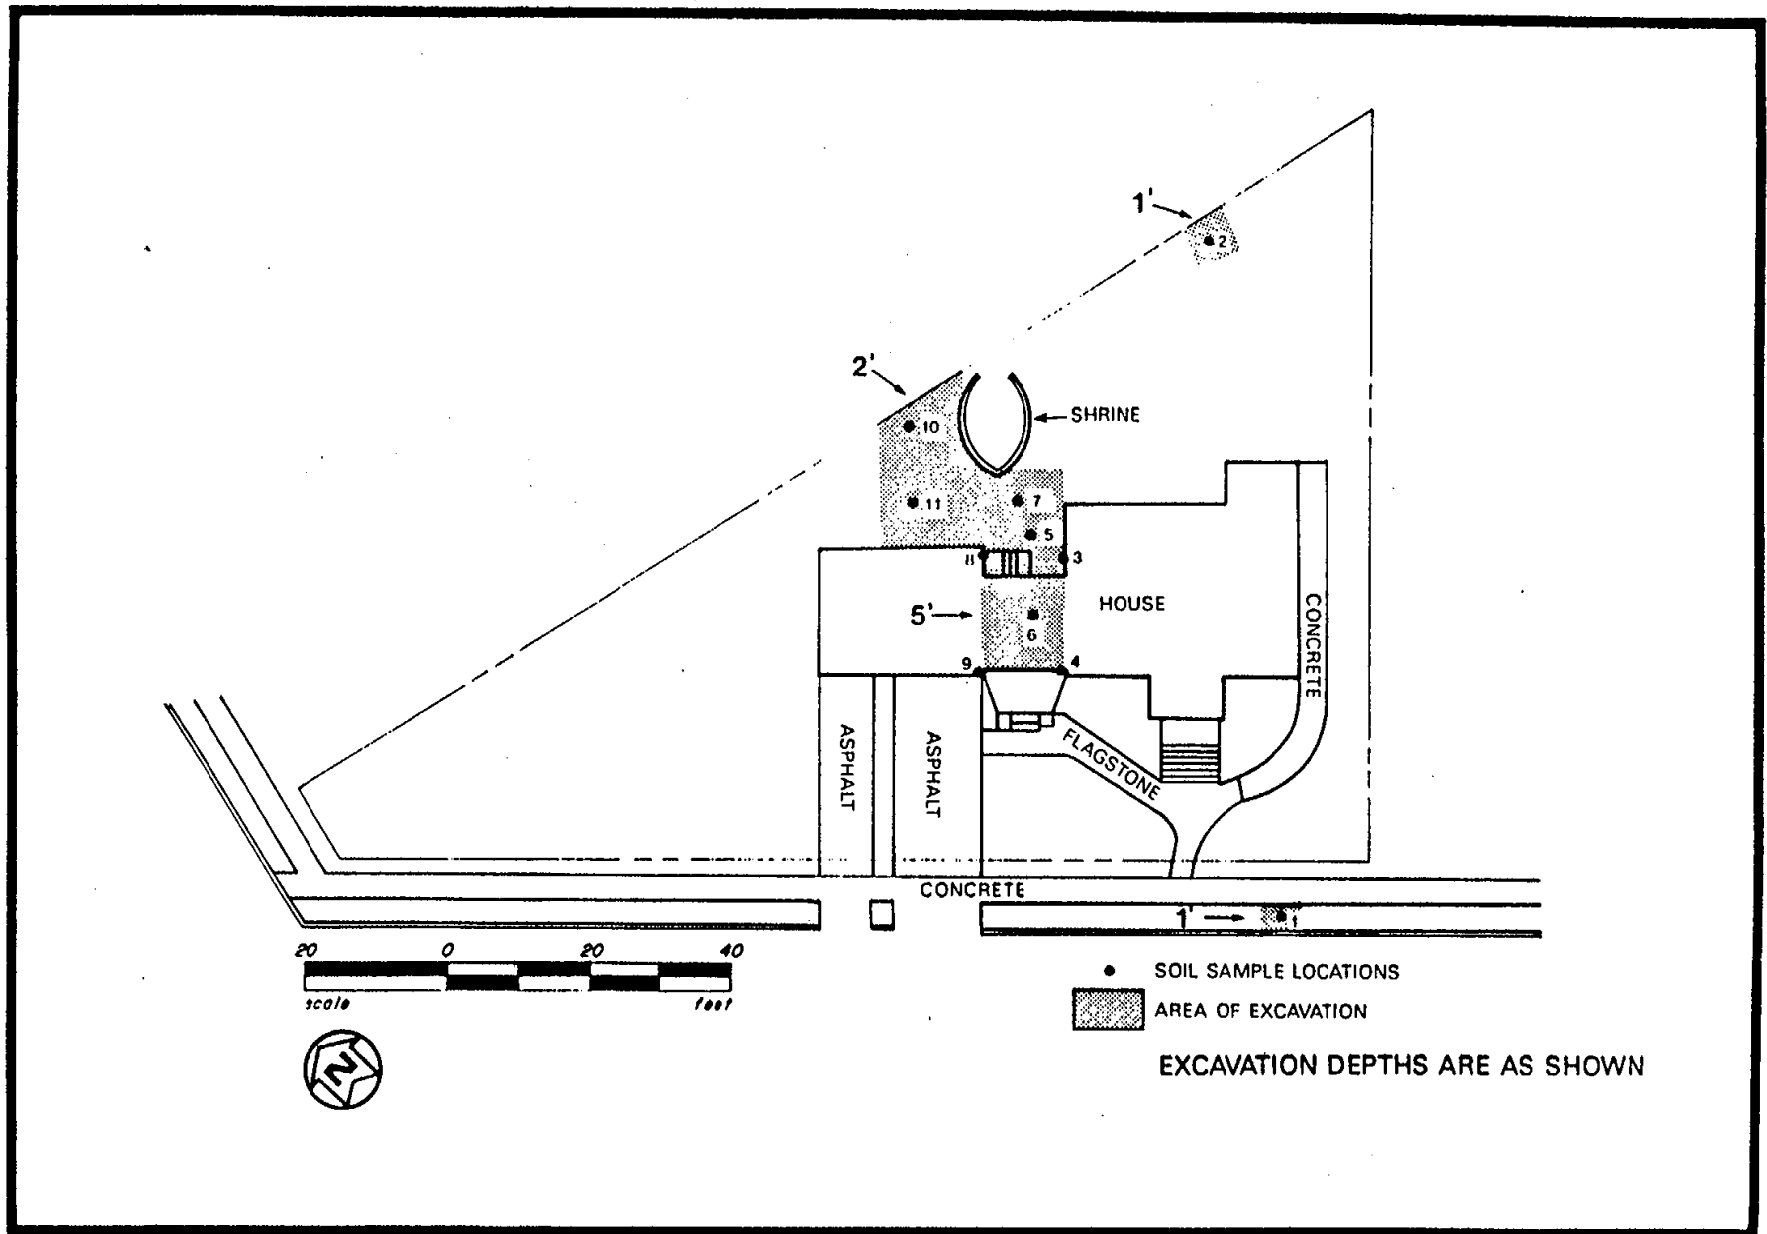 1'
2
2'
10
SHRINE
11
7
5
8
3
HOUSE
5'
6
CONCRETE
9
4
ASPHALT
ASPHALT
FLAGSTONE
CONCRETE
1'
1
20 0 20 40
scale feet
SOIL SAMPLE LOCATIONS
AREA OF EXCAVATION
N
EXCAVATION DEPTHS ARE AS SHOWN